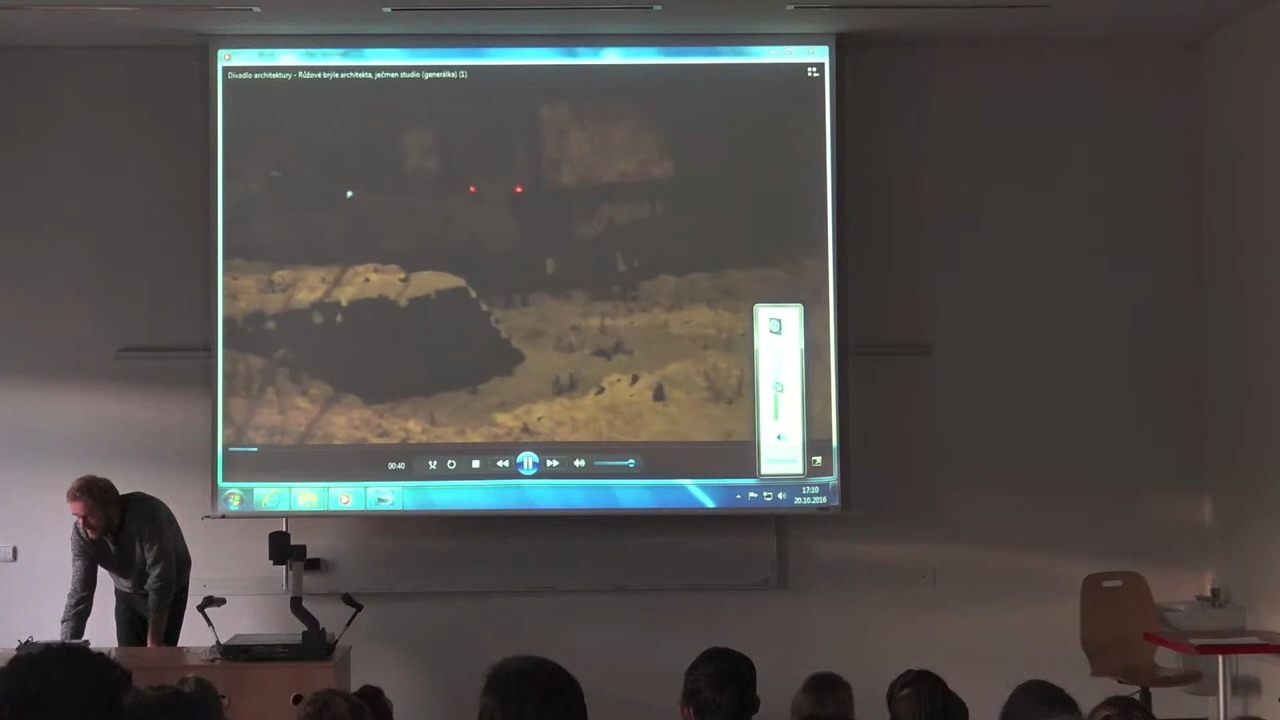 Divadlo architektury - Růžové brýle architekta, ječmen studio (generálka) (1)
00:40
17:10
20.10.2016